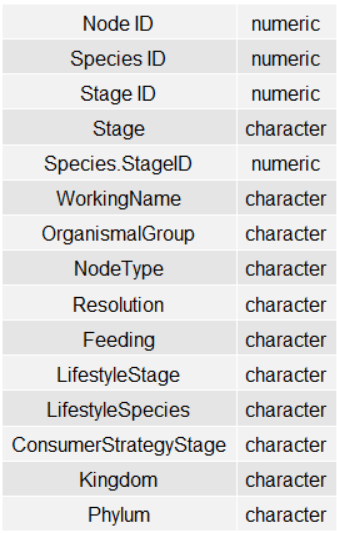 Node ID numeric
Species ID numeric
Stage ID numeric
Stage character
Species.StageID numeric
WorkingName character
OrganismalGroup character
NodeType character
Resolution character
Feeding character
LifestyleStage character
LifestyleSpecies character
ConsumerStrategyStage character
Kingdom character
Phylum character